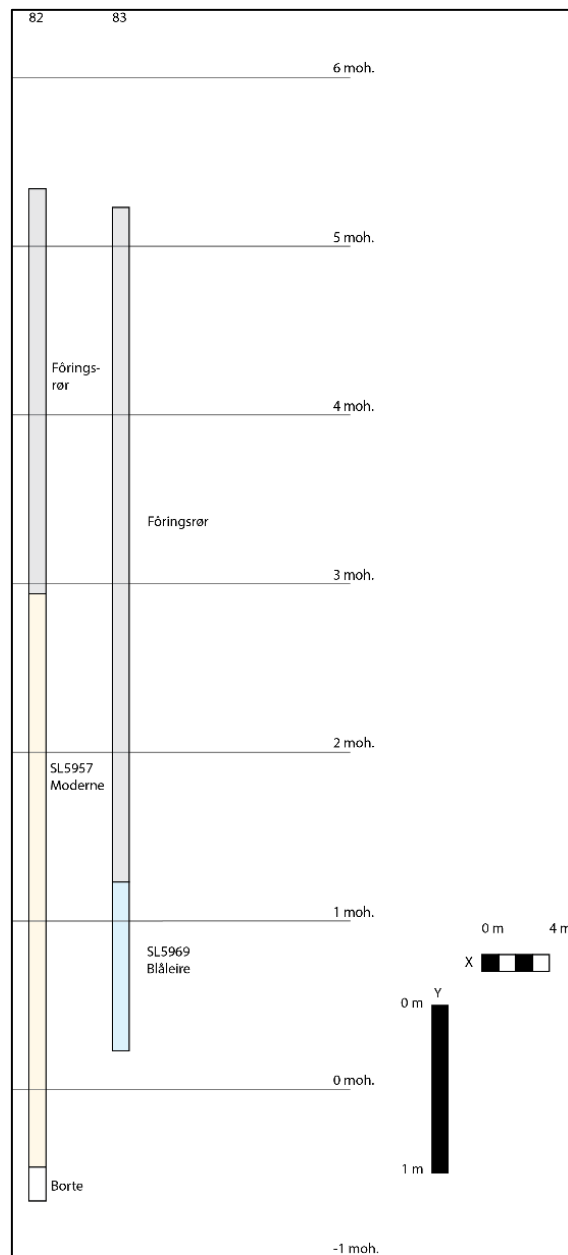 82 83
6 moh.
5 moh.
Fôrings-
rør
4 moh.
Fôringsrør
3 moh.
2 moh.
SL5957
Moderne
1 moh.
0 m 4 m
SL5969
Blåleire
X
Y
0 m
0 moh.
1 m
Borte
-1 moh.